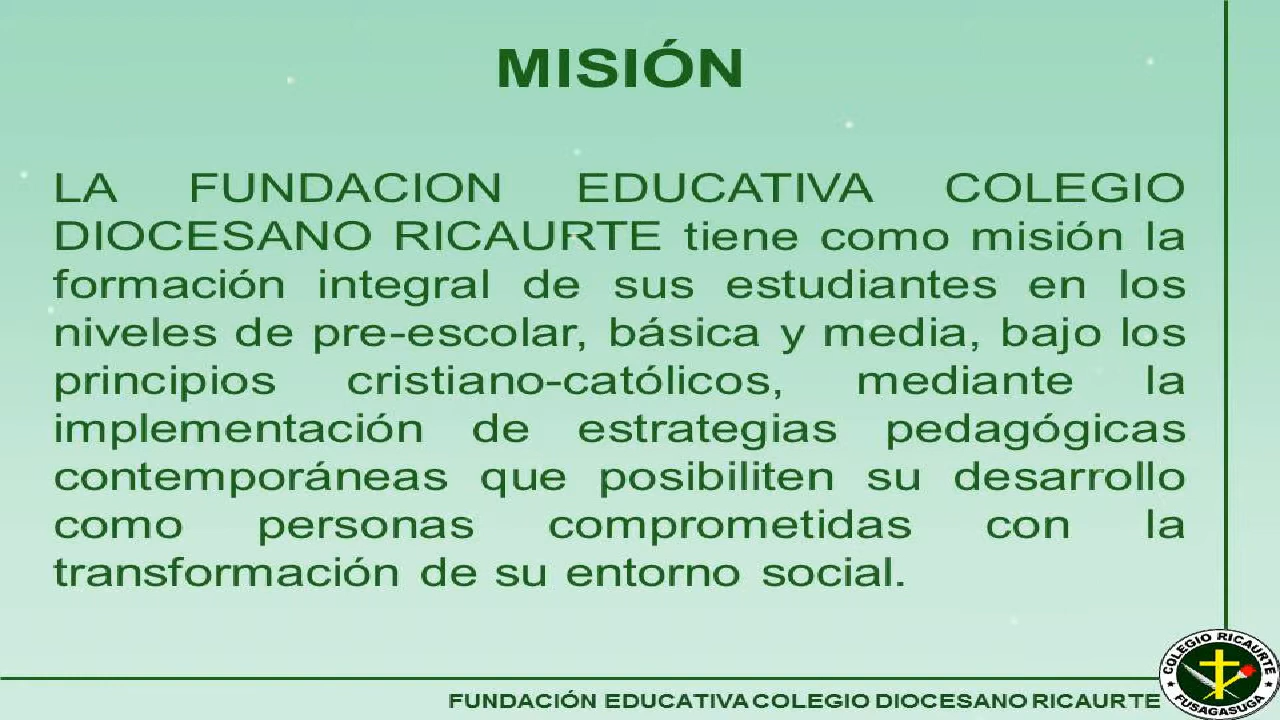 MISIÓN
LA FUNDACION EDUCATIVA COLEGIO
DIOCESANO RICAURTE tiene como misión la
formación integral de sus estudiantes en los
niveles de pre-escolar, básica y media, bajo los
principios cristiano-católicos, mediante la
implementación de estrategias pedagógicas
contemporáneas que posibiliten su desarrollo
como personas comprometidas con la
transformación de su entorno social.
FUNDACIÓN EDUCATIVA COLEGIO DIOCESANO RICAURTE
COLEGIO RICAURTE
FUSAGASUGA